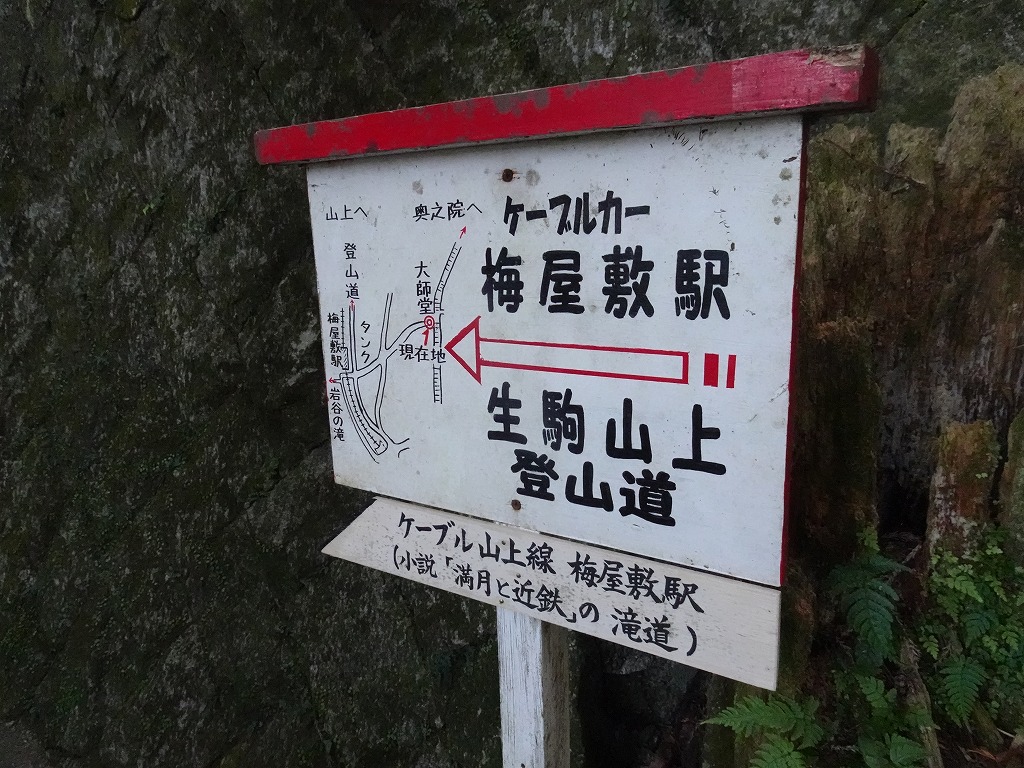 山上へ
奥之院へ
登山道
大師堂
梅屋敷駅
タンク
現在地
岩谷の滝
ケーブルカー
梅屋敷駅
生駒山上
登山道
ケーブル山上線 梅屋敷駅
(小説「満月と近鉄」の 滝道)